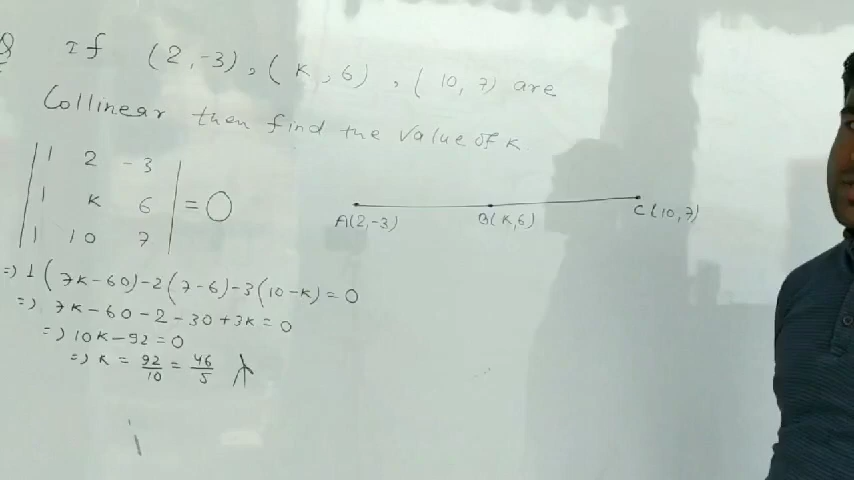 Q If (2,-3), (K,6), (10,7) are
Collinear then find the value of K
| 1 2 -3 |
| 1 K 6 | = 0
| 1 10 7 |
A(2,-3) B(K,6) C(10,7)
=) 1(7K-60)-2(7-6)-3(10-K)=0
=) 7K-60-2-30+3K=0
=) 10K-92=0
=) K = 92/10 = 46/5